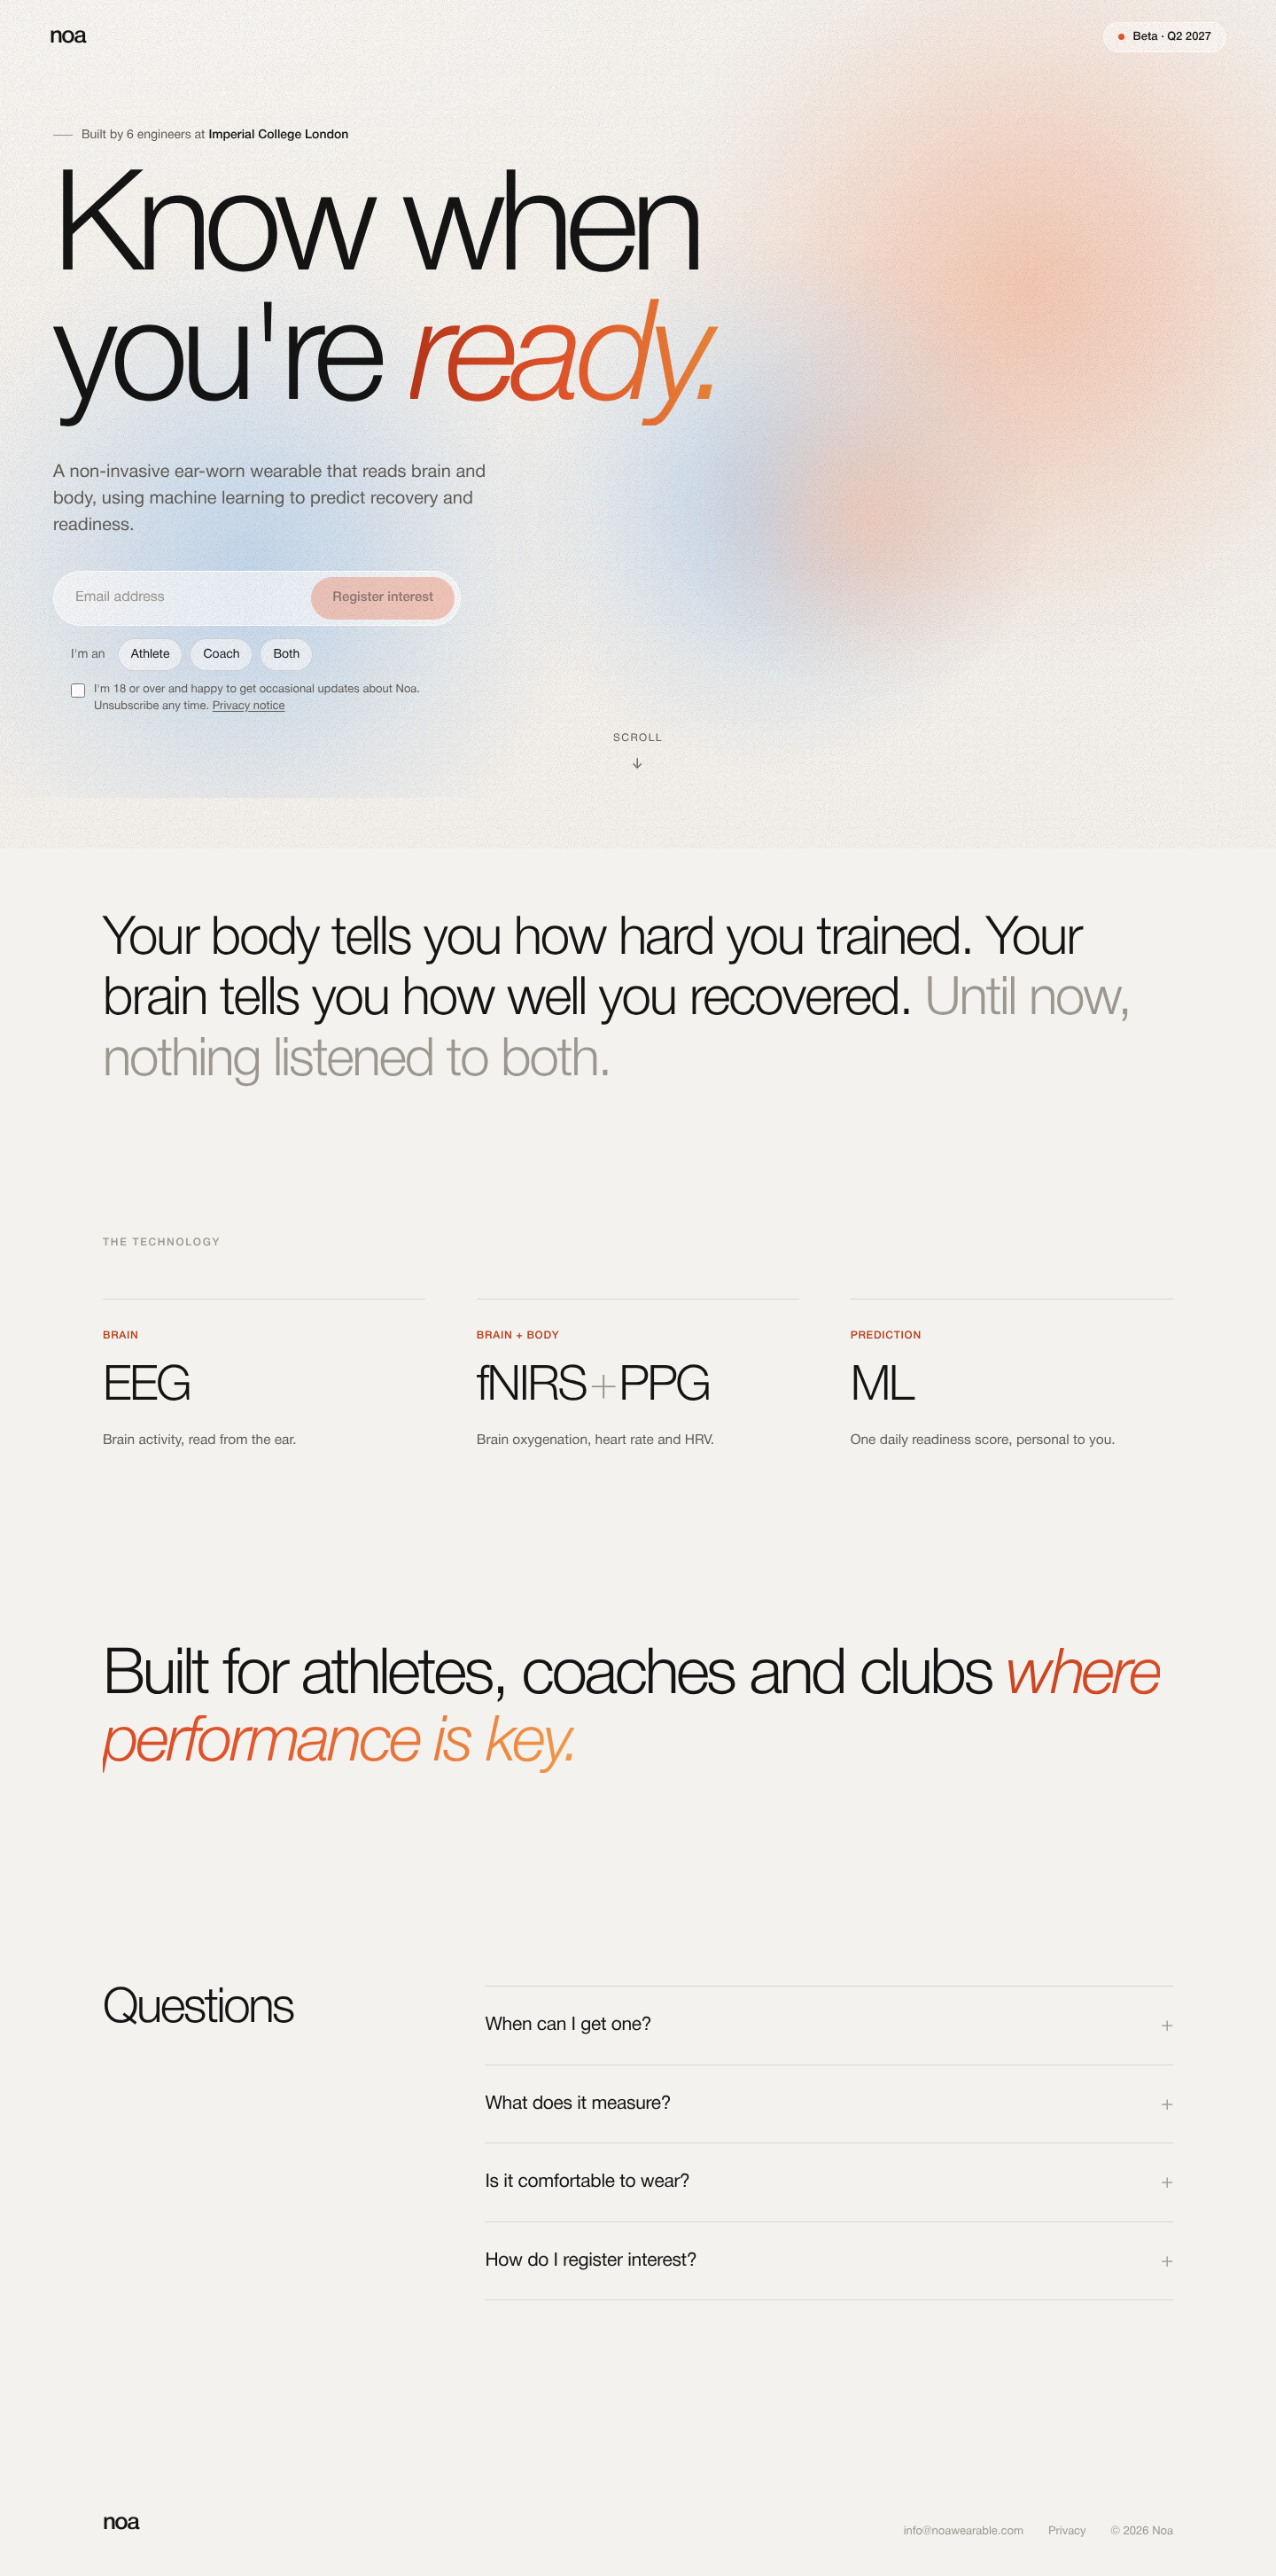 noa
Beta · Q2 2027
Built by 6 engineers at Imperial College London
Know when
you're ready.
A non-invasive ear-worn wearable that reads brain and
body, using machine learning to predict recovery and
readiness.
Email address
Register interest
I'm an
Athlete
Coach
Both
I'm 18 or over and happy to get occasional updates about Noa.
Unsubscribe any time. Privacy notice
SCROLL
Your body tells you how hard you trained. Your
brain tells you how well you recovered. Until now,
nothing listened to both.
THE TECHNOLOGY
BRAIN
EEG
Brain activity, read from the ear.
BRAIN + BODY
fNIRS+PPG
Brain oxygenation, heart rate and HRV.
PREDICTION
ML
One daily readiness score, personal to you.
Built for athletes, coaches and clubs where
performance is key.
Questions
When can I get one?
What does it measure?
Is it comfortable to wear?
How do I register interest?
noa
info@noawearable.com
Privacy
© 2026 Noa